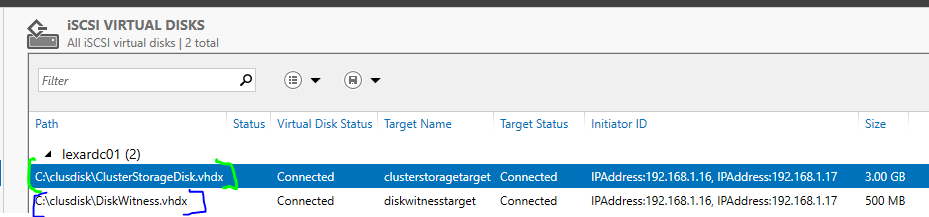 iSCSI VIRTUAL DISKS
All iSCSI virtual disks | 2 total
Filter
Path Status Virtual Disk Status Target Name Target Status Initiator ID Size
lexardc01 (2)
C:\clusdisk\ClusterStorageDisk.vhdx Connected clusterstoragetarget Connected IPAddress:192.168.1.16, IPAddress:192.168.1.17 3.00 GB
C:\clusdisk\DiskWitness.vhdx Connected diskwitnesstarget Connected IPAddress:192.168.1.16, IPAddress:192.168.1.17 500 MB